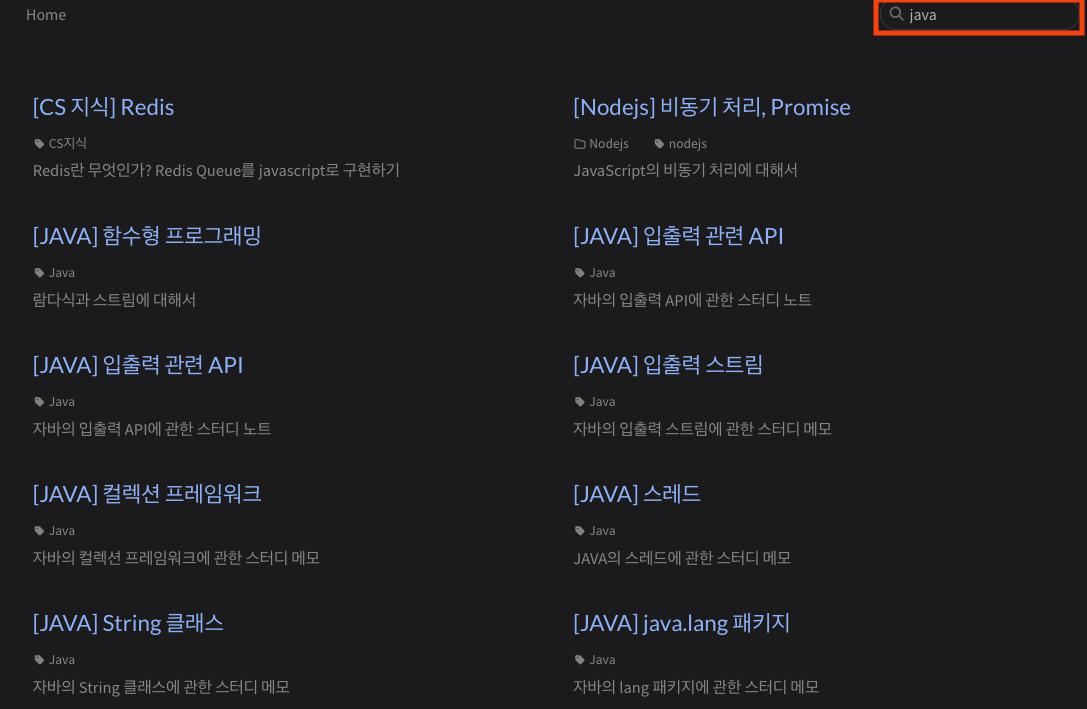 Home
java
[CS 지식] Redis
CS지식
Redis란 무엇인가? Redis Queue를 javascript로 구현하기
[Nodejs] 비동기 처리, Promise
Nodejs nodejs
JavaScript의 비동기 처리에 대해서
[JAVA] 함수형 프로그래밍
Java
람다식과 스트림에 대해서
[JAVA] 입출력 관련 API
Java
자바의 입출력 API에 관한 스터디 노트
[JAVA] 입출력 관련 API
Java
자바의 입출력 API에 관한 스터디 노트
[JAVA] 입출력 스트림
Java
자바의 입출력 스트림에 관한 스터디 메모
[JAVA] 컬렉션 프레임워크
Java
자바의 컬렉션 프레임워크에 관한 스터디 메모
[JAVA] 스레드
Java
JAVA의 스레드에 관한 스터디 메모
[JAVA] String 클래스
Java
자바의 String 클래스에 관한 스터디 메모
[JAVA] java.lang 패키지
Java
자바의 lang 패키지에 관한 스터디 메모